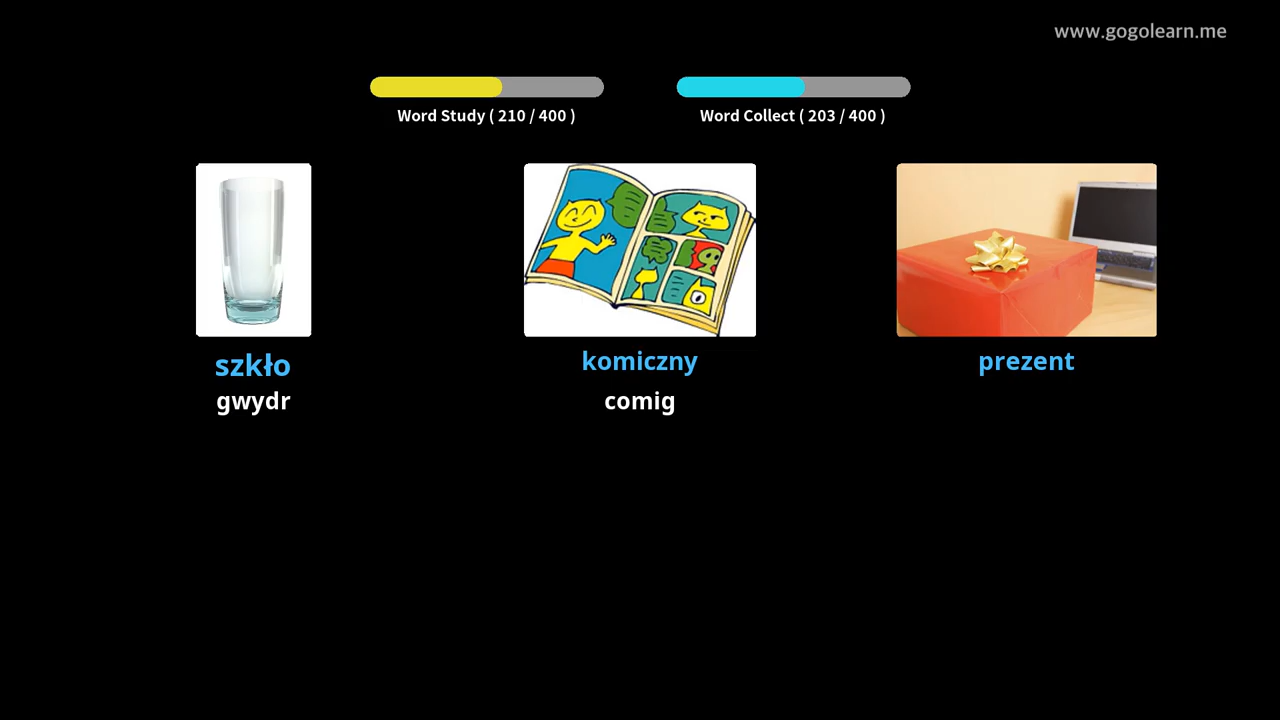 www.gogolearn.me
Word Study ( 210 / 400 )
Word Collect ( 203 / 400 )
szkło
komiczny
prezent
gwydr
comig